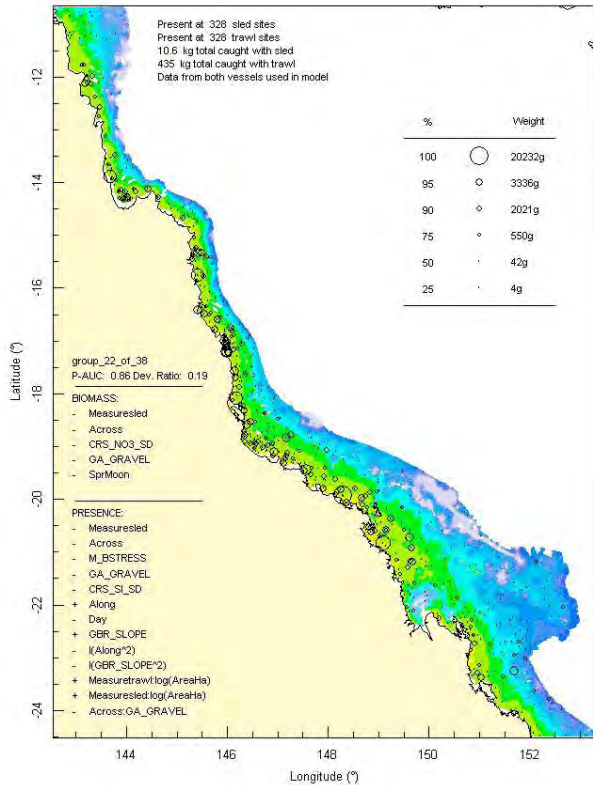 Present at 328 sled sites
Present at 328 trawl sites
10.6 kg total caught with sled
435 kg total caught with trawl
Data from both vessels used in model
% Weight
100 20232g
95 3336g
90 2021g
75 550g
50 42g
25 4g
group_22_of_38
P-AUC: 0.86 Dev. Ratio: 0.19
BIOMASS:
- Measuresled
- Across
- CRS_NO3_SD
- GA_GRAVEL
- SprMoon
PRESENCE:
- Measuresled
- Across
- M_BSTRESS
- GA_GRAVEL
- CRS_SI_SD
+ Along
- Day
+ GBR_SLOPE
- I(Along^2)
- I(GBR_SLOPE^2)
+ Measuretrawl:log(AreaHa)
+ Measuresled:log(AreaHa)
- Across:GA_GRAVEL
Latitude (°)
-12
-14
-16
-18
-20
-22
-24
144 146 148 150 152
Longitude (°)